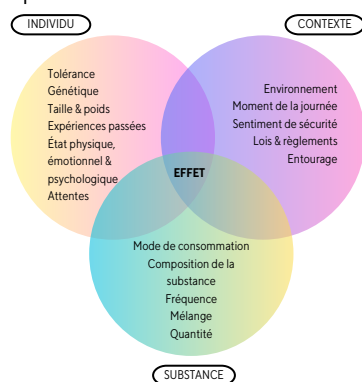 INDIVIDU
CONTEXTE
Tolérance
Génétique
Taille & poids
Expériences passées
État physique,
émotionnel &
psychologique
Attentes
Environnement
Moment de la journée
Sentiment de sécurité
Lois & règlements
Entourage
EFFET
Mode de consommation
Composition de la
substance
Fréquence
Mélange
Quantité
SUBSTANCE